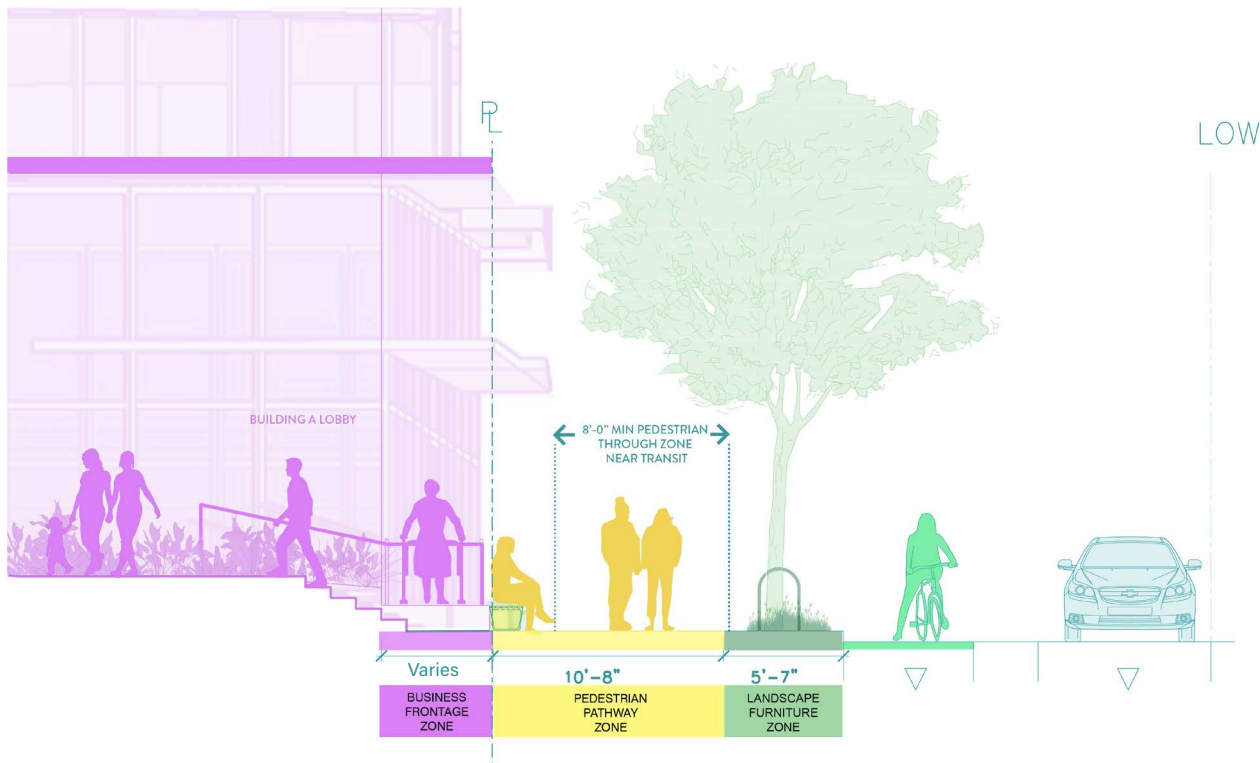 PL
LOW
BUILDING A LOBBY
8'-0" MIN PEDESTRIAN
THROUGH ZONE
NEAR TRANSIT
Varies
10'-8"
5'-7"
BUSINESS
FRONTAGE
ZONE
PEDESTRIAN
PATHWAY
ZONE
LANDSCAPE
FURNITURE
ZONE